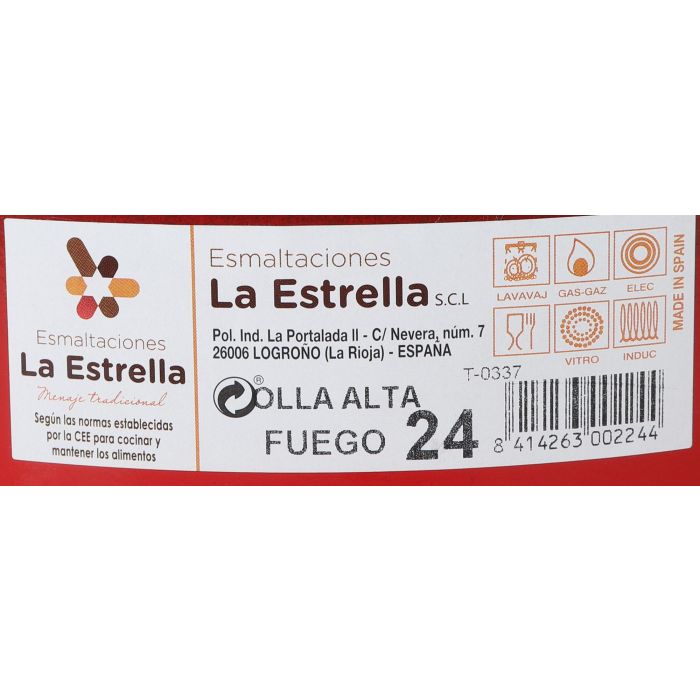 Esmaltaciones
La Estrella
Menaje tradicional
Según las normas establecidas
por la CEE para cocinar y
mantener los alimentos
Esmaltaciones
La Estrella S.C.L
Pol. Ind. La Portalada II - C/ Nevera, núm. 7
26006 LOGROÑO (La Rioja) - ESPAÑA
® OLLA ALTA
FUEGO 24
LAVAVAJ GAS-GAZ ELEC
VITRO INDUC
MADE IN SPAIN
T-0337
8 414263 002244